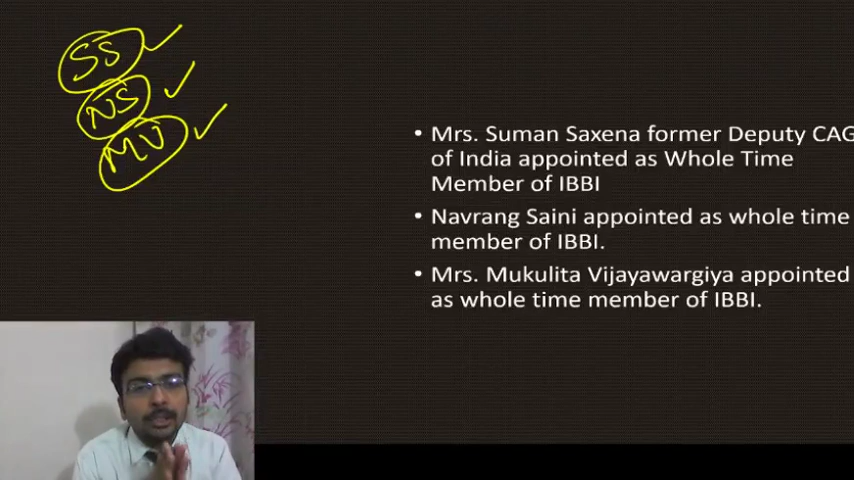 SS
NS
MV
• Mrs. Suman Saxena former Deputy CAG
of India appointed as Whole Time
Member of IBBI
• Navrang Saini appointed as whole time
member of IBBI.
• Mrs. Mukulita Vijayawargiya appointed
as whole time member of IBBI.